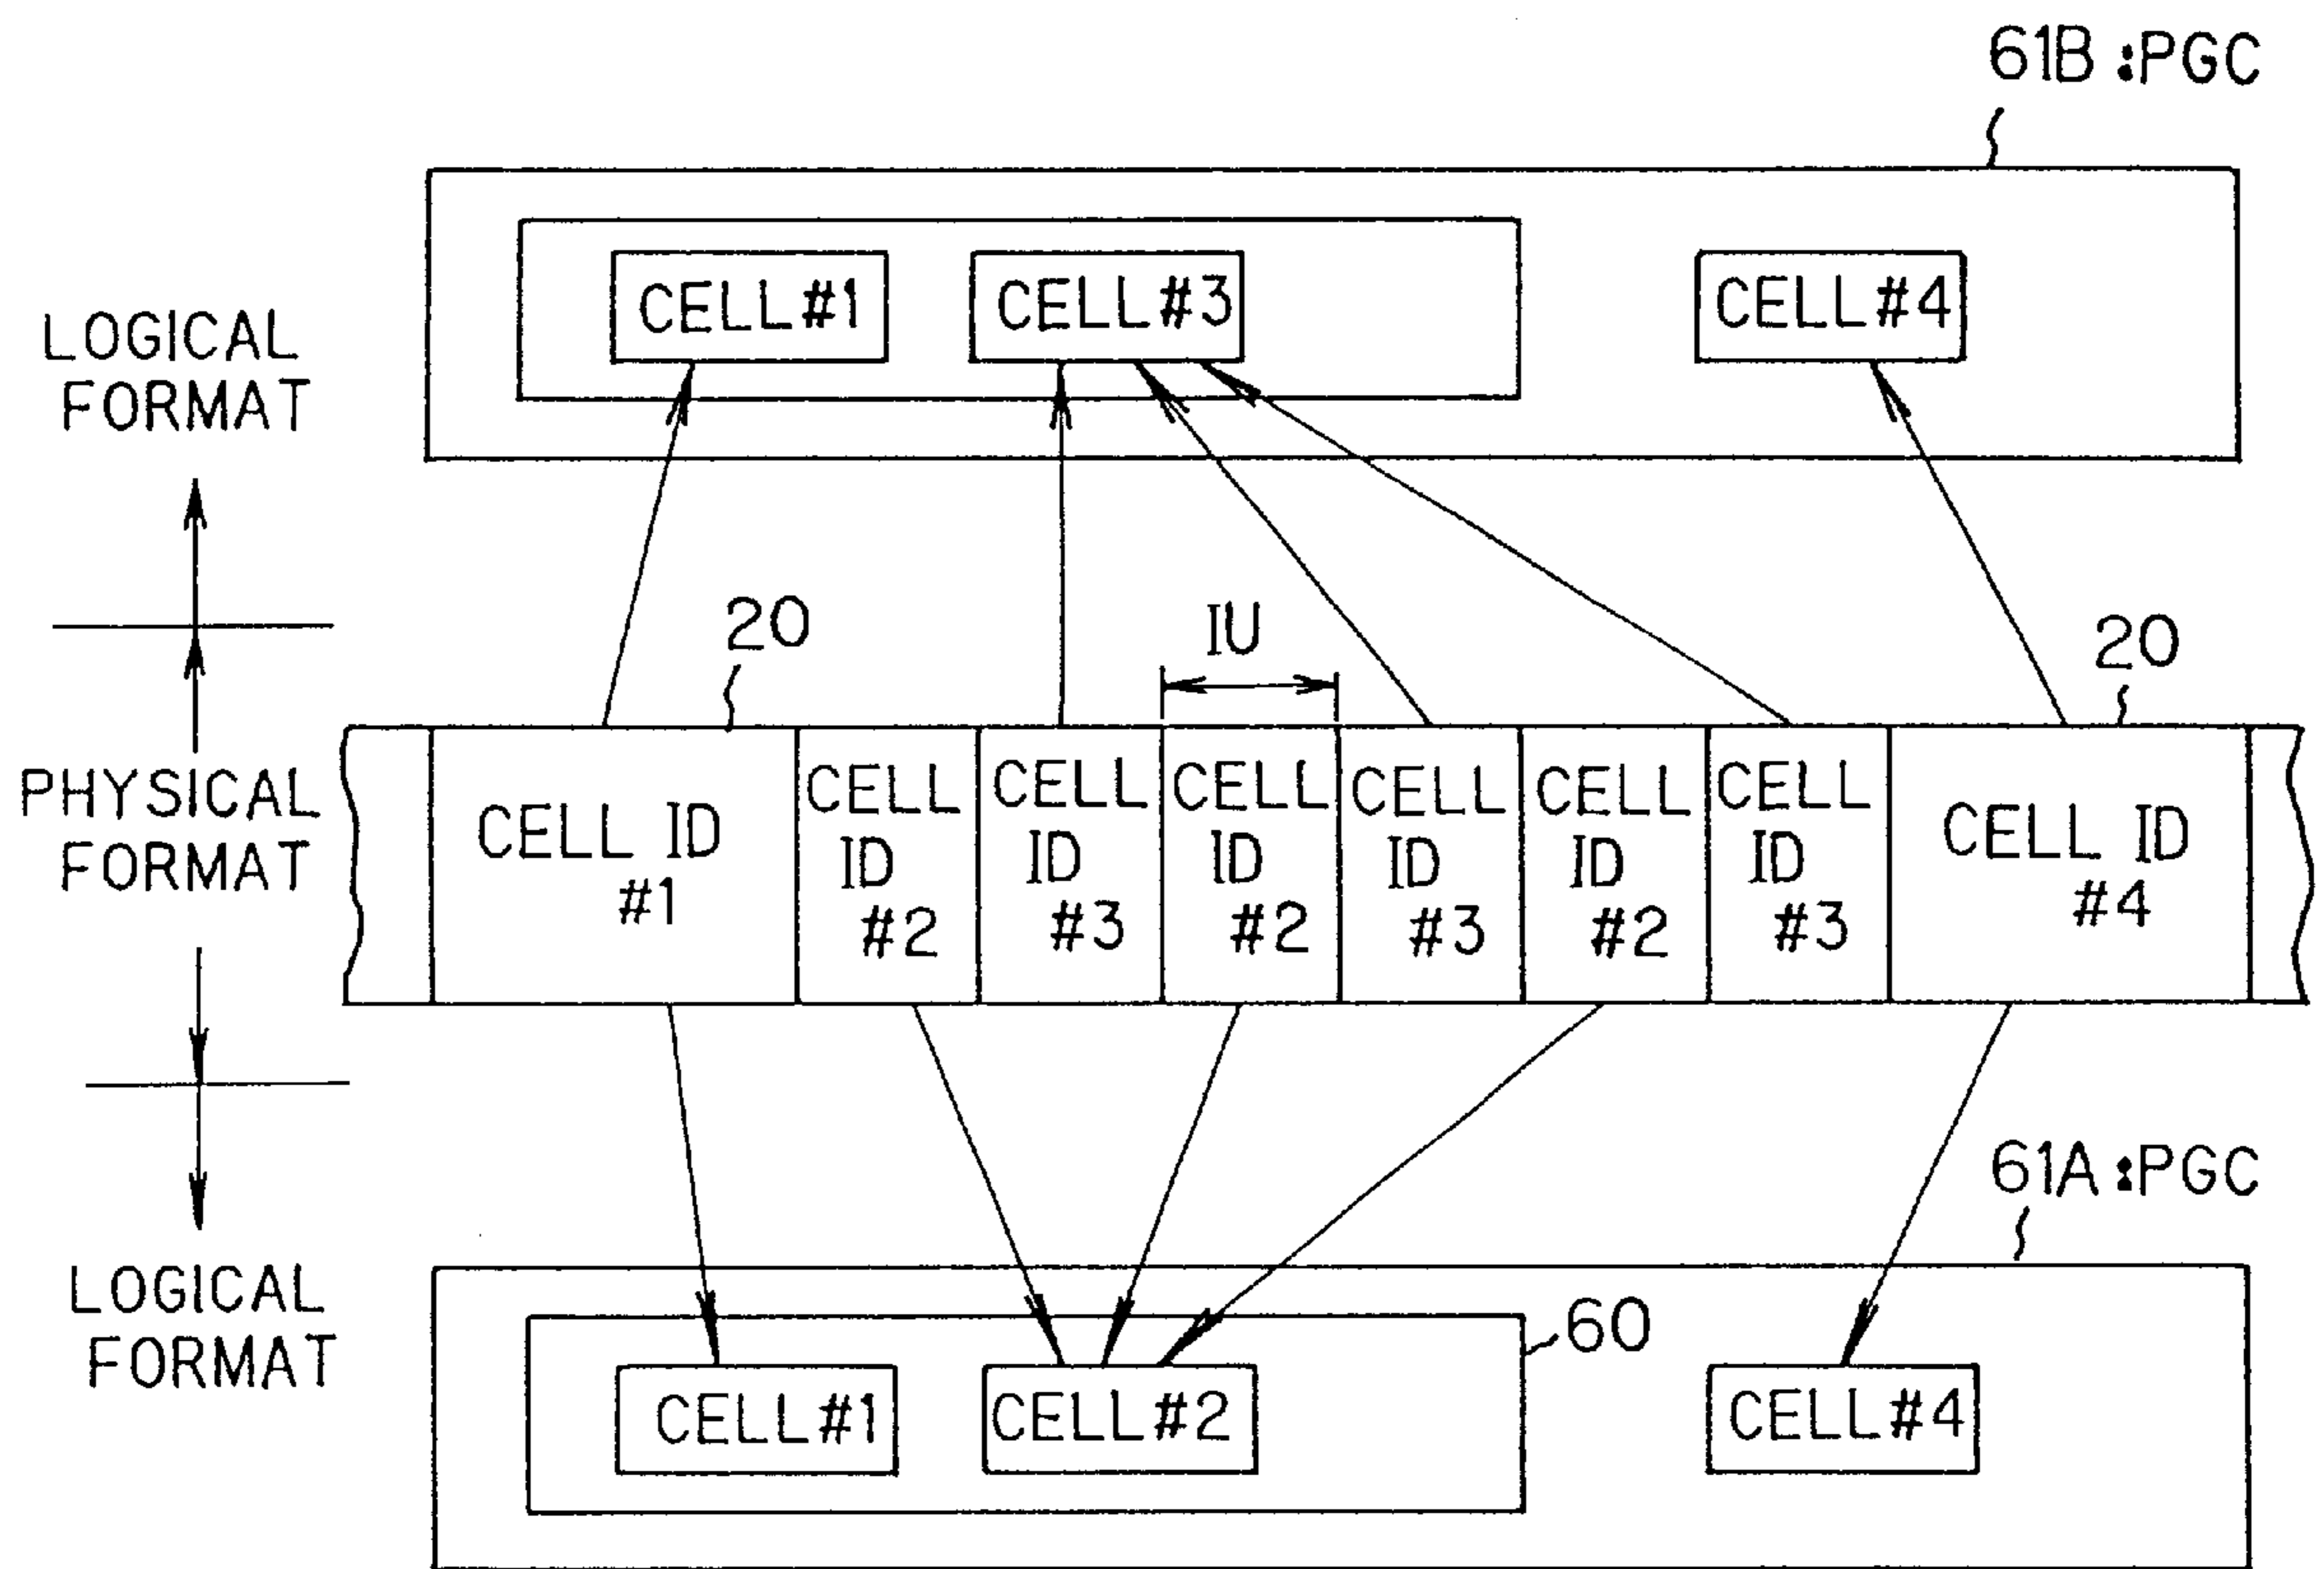 61B :PGC
CELL#1
CELL#3
CELL#4
LOGICAL
FORMAT
20
IU
20
PHYSICAL
FORMAT
CELL ID
#1
CELL
ID
#2
CELL
ID
#3
CELL
ID
#2
CELL
ID
#3
CELL
ID
#2
CELL
ID
#3
CELL ID
#4
61A :PGC
LOGICAL
FORMAT
60
CELL#1
CELL#2
CELL#4